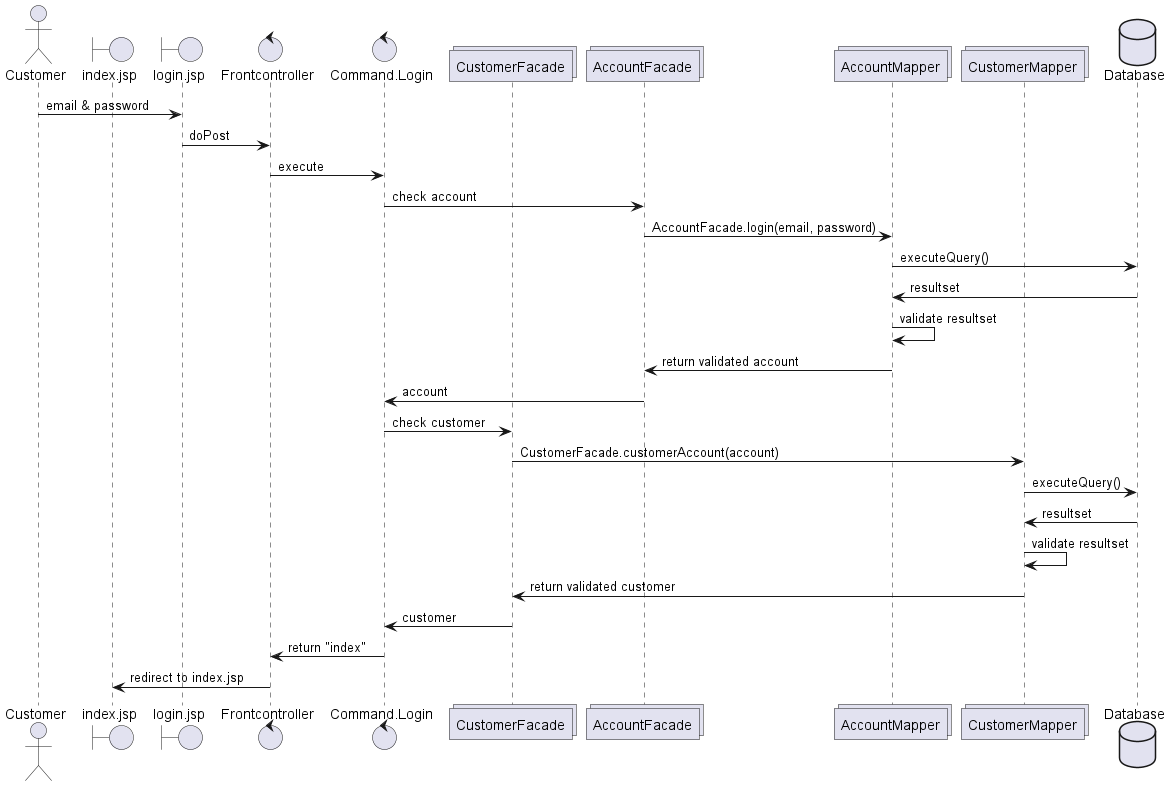 Customer
index.jsp
login.jsp
Frontcontroller
Command.Login
CustomerFacade
AccountFacade
AccountMapper
CustomerMapper
Database
email & password
doPost
execute
check account
AccountFacade.login(email, password)
executeQuery()
resultset
validate resultset
return validated account
account
check customer
CustomerFacade.customerAccount(account)
executeQuery()
resultset
validate resultset
return validated customer
customer
return "index"
redirect to index.jsp
Customer
index.jsp
login.jsp
Frontcontroller
Command.Login
CustomerFacade
AccountFacade
AccountMapper
CustomerMapper
Database